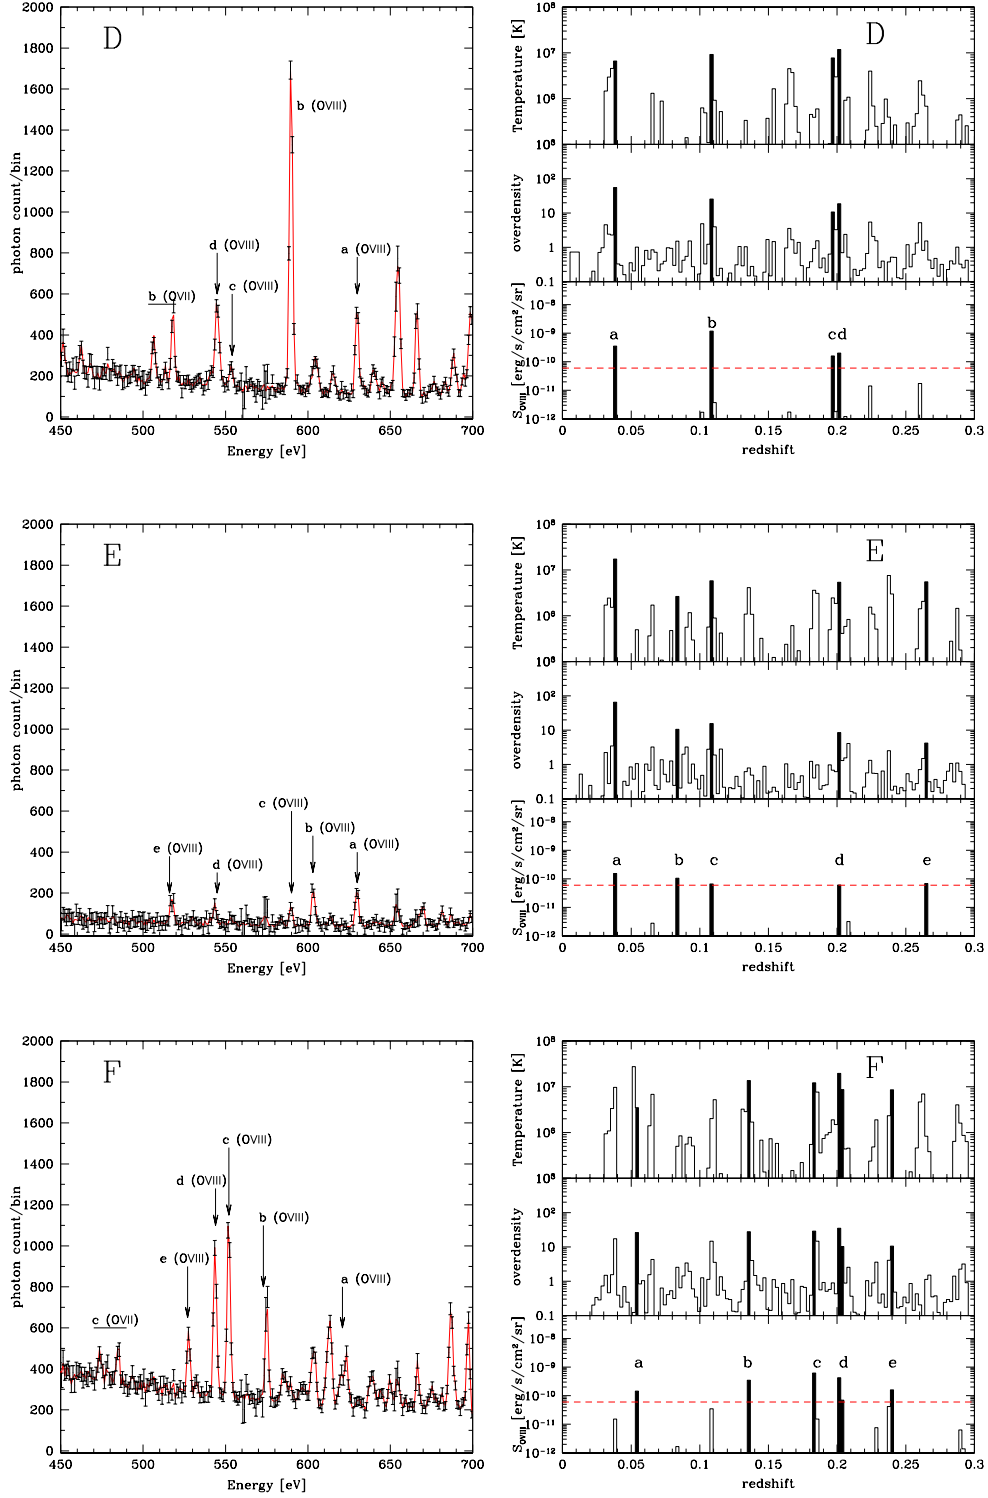 D
2000
1800
1600
1400
1200
1000
800
600
400
200
0
photon count/bin
b (OVIII)
d (OVIII)
a (OVIII)
c (OVIII)
b (OVII)
450 500 550 600 650 700
Energy [eV]
D
10⁸
10⁷
10⁶
10⁵
Temperature [K]
10²
10
1
0.1
overdensity
10⁻⁸
10⁻⁹
10⁻¹⁰
10⁻¹¹
10⁻¹²
S_OVIII [erg/s/cm²/sr]
a b c d
0 0.05 0.1 0.15 0.2 0.25 0.3
redshift
E
2000
1800
1600
1400
1200
1000
800
600
400
200
0
photon count/bin
c (OVIII)
b (OVIII)
e (OVIII)
a (OVIII)
d (OVIII)
450 500 550 600 650 700
Energy [eV]
E
10⁸
10⁷
10⁶
10⁵
Temperature [K]
10²
10
1
0.1
overdensity
10⁻⁸
10⁻⁹
10⁻¹⁰
10⁻¹¹
10⁻¹²
S_OVIII [erg/s/cm²/sr]
a b c d e
0 0.05 0.1 0.15 0.2 0.25 0.3
redshift
F
2000
1800
1600
1400
1200
1000
800
600
400
200
0
photon count/bin
c (OVIII)
d (OVIII)
b (OVIII)
e (OVIII)
a (OVIII)
c (OVII)
450 500 550 600 650 700
Energy [eV]
F
10⁸
10⁷
10⁶
10⁵
Temperature [K]
10²
10
1
0.1
overdensity
10⁻⁸
10⁻⁹
10⁻¹⁰
10⁻¹¹
10⁻¹²
S_OVIII [erg/s/cm²/sr]
a b c d e
0 0.05 0.1 0.15 0.2 0.25 0.3
redshift